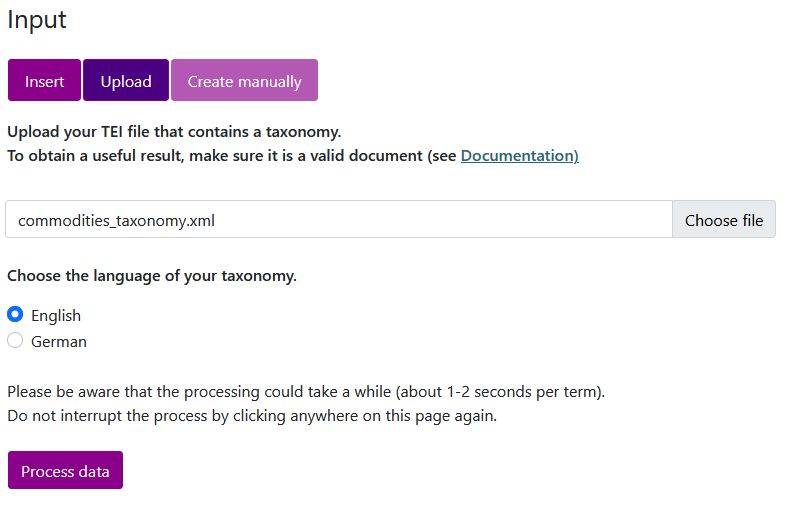 Input
Insert Upload Create manually
Upload your TEI file that contains a taxonomy.
To obtain a useful result, make sure it is a valid document (see Documentation)
commodities_taxonomy.xml Choose file
Choose the language of your taxonomy.
English
German
Please be aware that the processing could take a while (about 1-2 seconds per term).
Do not interrupt the process by clicking anywhere on this page again.
Process data